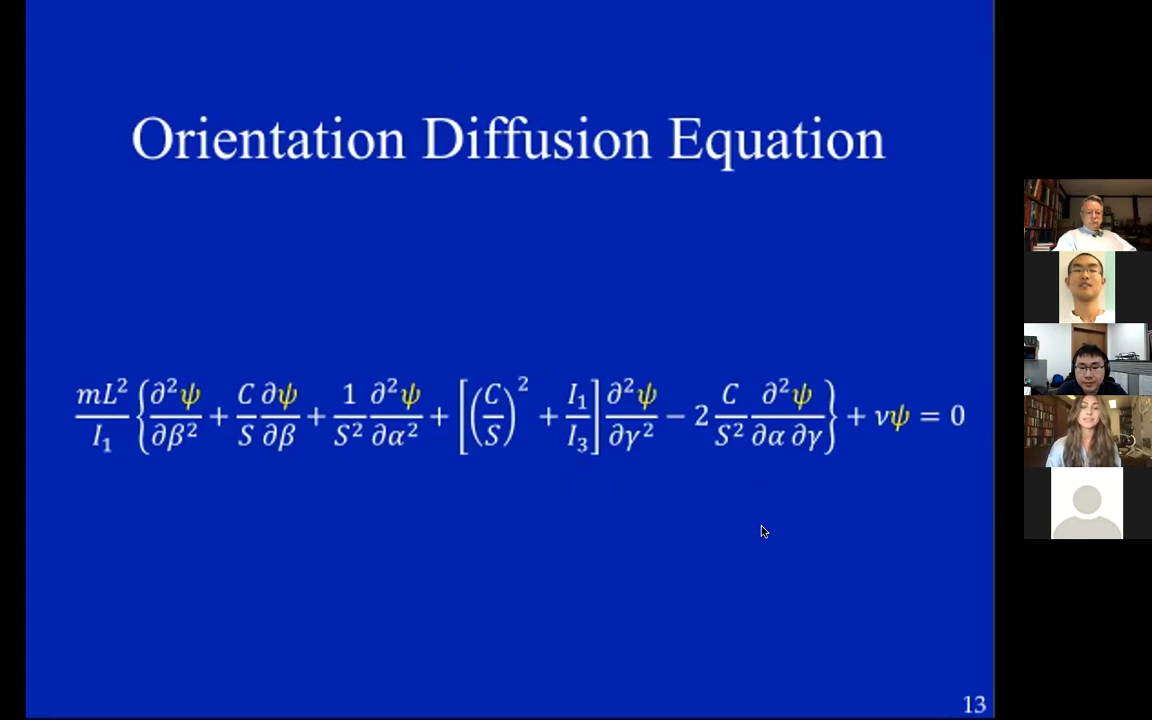 Orientation Diffusion Equation
mL²/I₁ {∂²ψ/∂β² + C/S ∂ψ/∂β + 1/S² ∂²ψ/∂α² + [(C/S)² + I₁/I₃] ∂²ψ/∂γ² − 2 C/S² ∂²ψ/∂α ∂γ} + νψ = 0
13